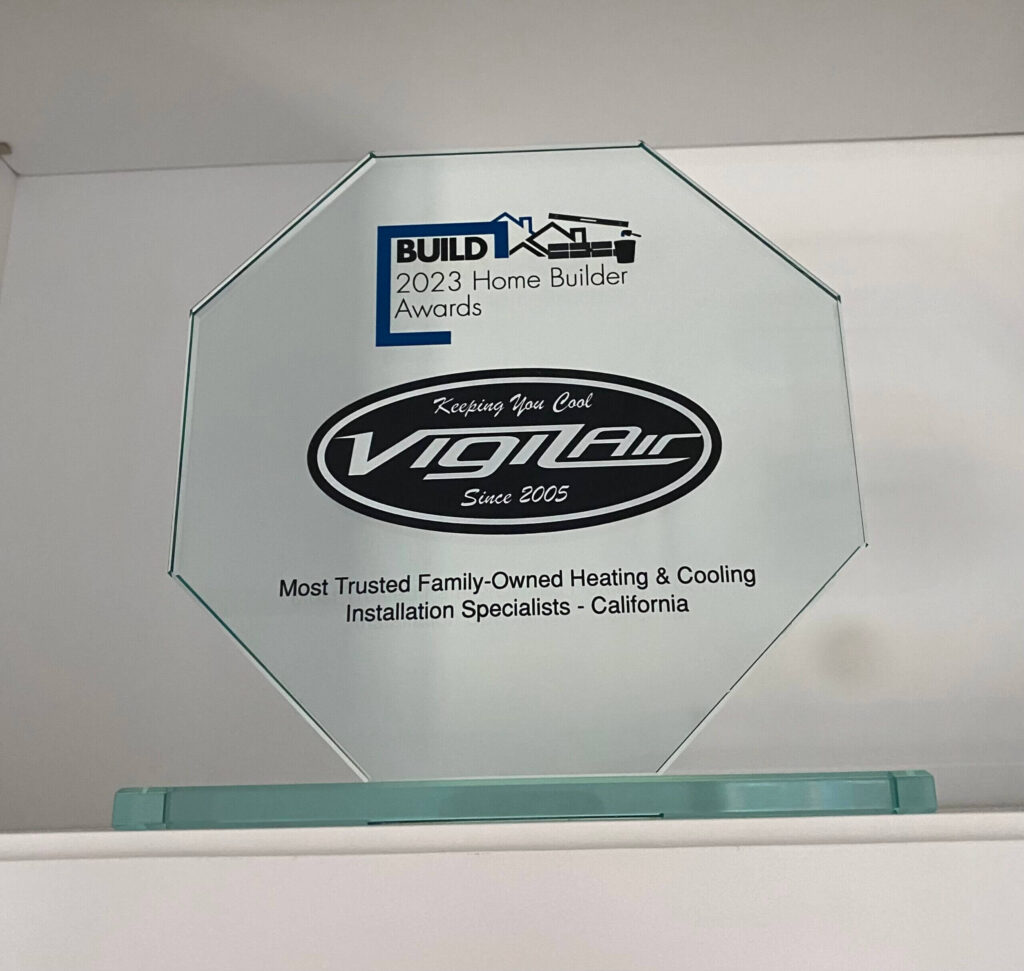 BUILD
2023 Home Builder
Awards
Keeping You Cool
VigilAir
Since 2005
Most Trusted Family-Owned Heating & Cooling
Installation Specialists - California